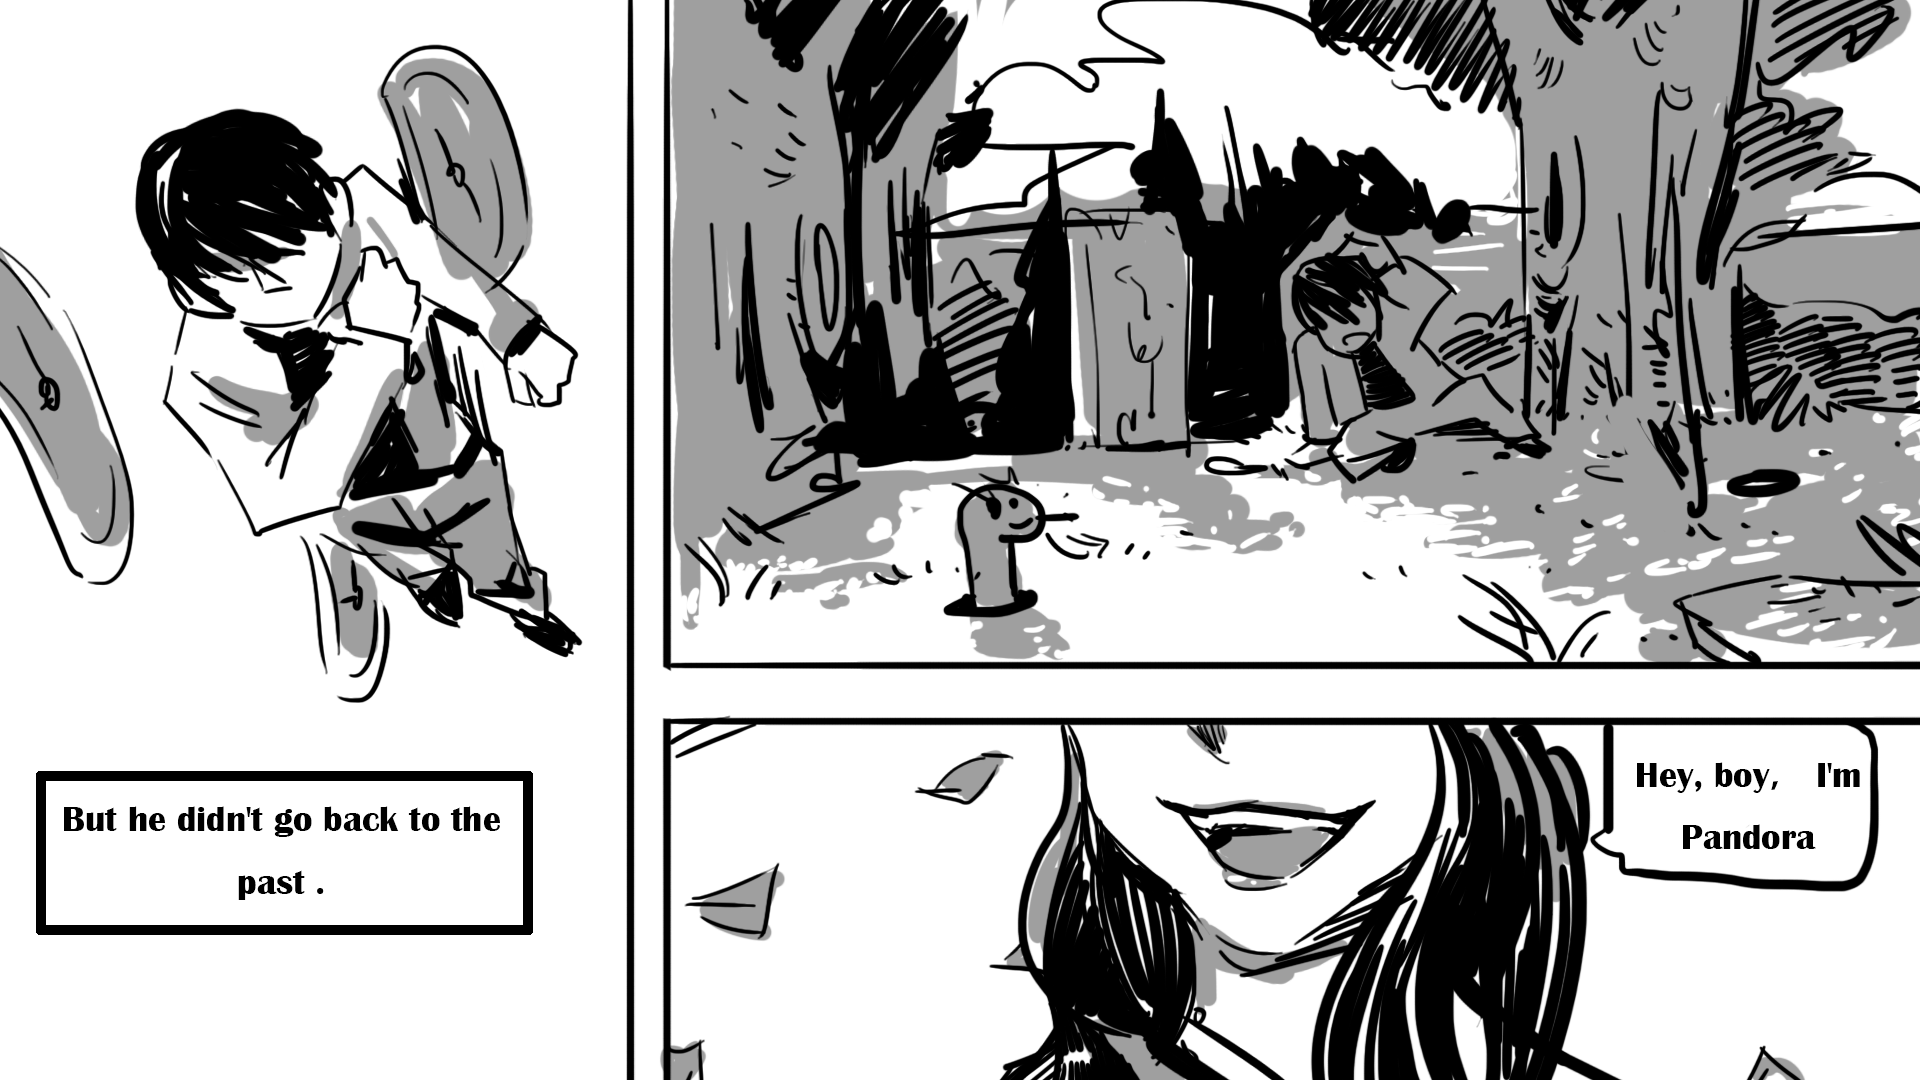 But he didn't go back to the
past .
Hey, boy, I'm
Pandora